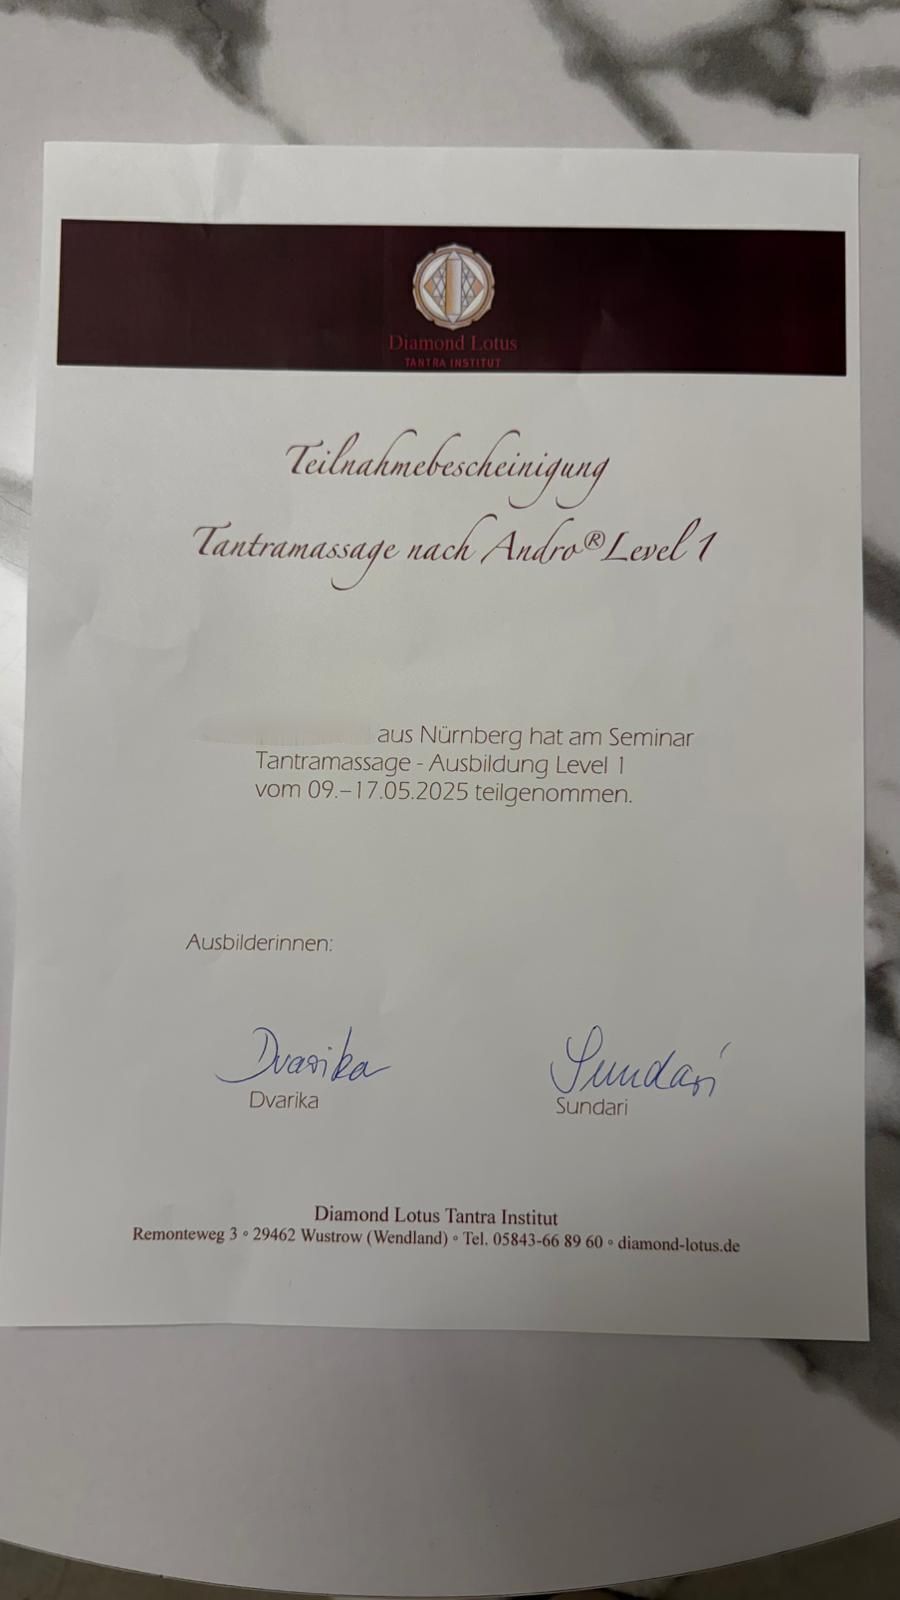 Diamond Lotus
TANTRA INSTITUT
Teilnahmebescheinigung
Tantramassage nach Andro® Level 1
aus Nürnberg hat am Seminar
Tantramassage - Ausbildung Level 1
vom 09.–17.05.2025 teilgenommen.
Ausbilderinnen:
Dvarika Sundari
Dvarika Sundari
Diamond Lotus Tantra Institut
Remonteweg 3 ° 29462 Wustrow (Wendland) ° Tel. 05843-66 89 60 ° diamond-lotus.de